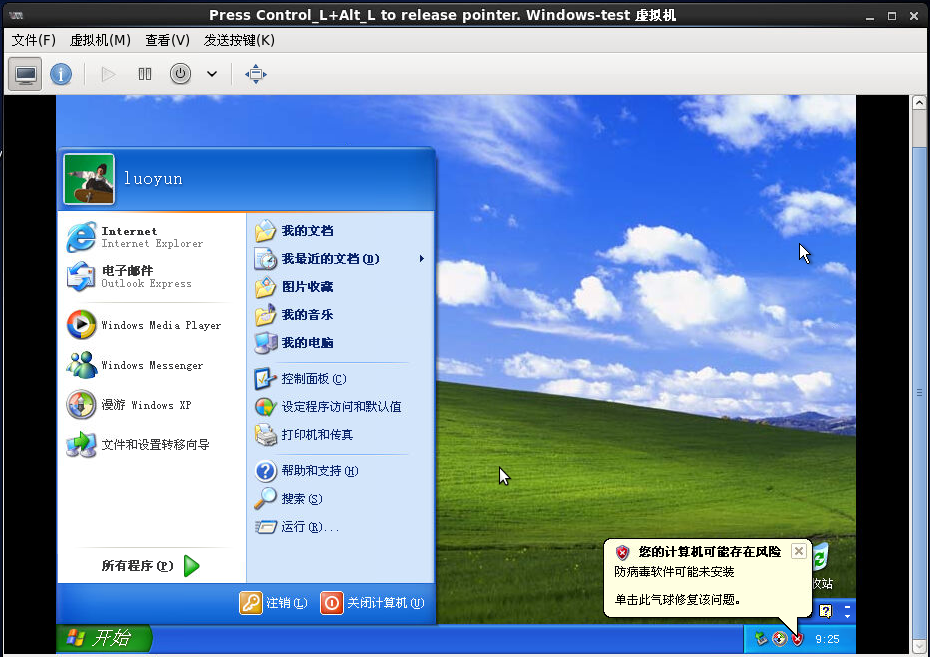 Press Control_L+Alt_L to release pointer. Windows-test 虚拟机
文件(F) 虚拟机(M) 查看(V) 发送按键(K)
luoyun
Internet
Internet Explorer
电子邮件
Outlook Express
Windows Media Player
Windows Messenger
漫游 Windows XP
文件和设置转移向导
所有程序(P)
我的文档
我最近的文档(D)
图片收藏
我的音乐
我的电脑
控制面板(C)
设定程序访问和默认值
打印机和传真
帮助和支持(H)
搜索(S)
运行(R)...
注销(L) 关闭计算机(U)
您的计算机可能存在风险
防病毒软件可能未安装
单击此气球修复该问题。
收站
开始
9:25